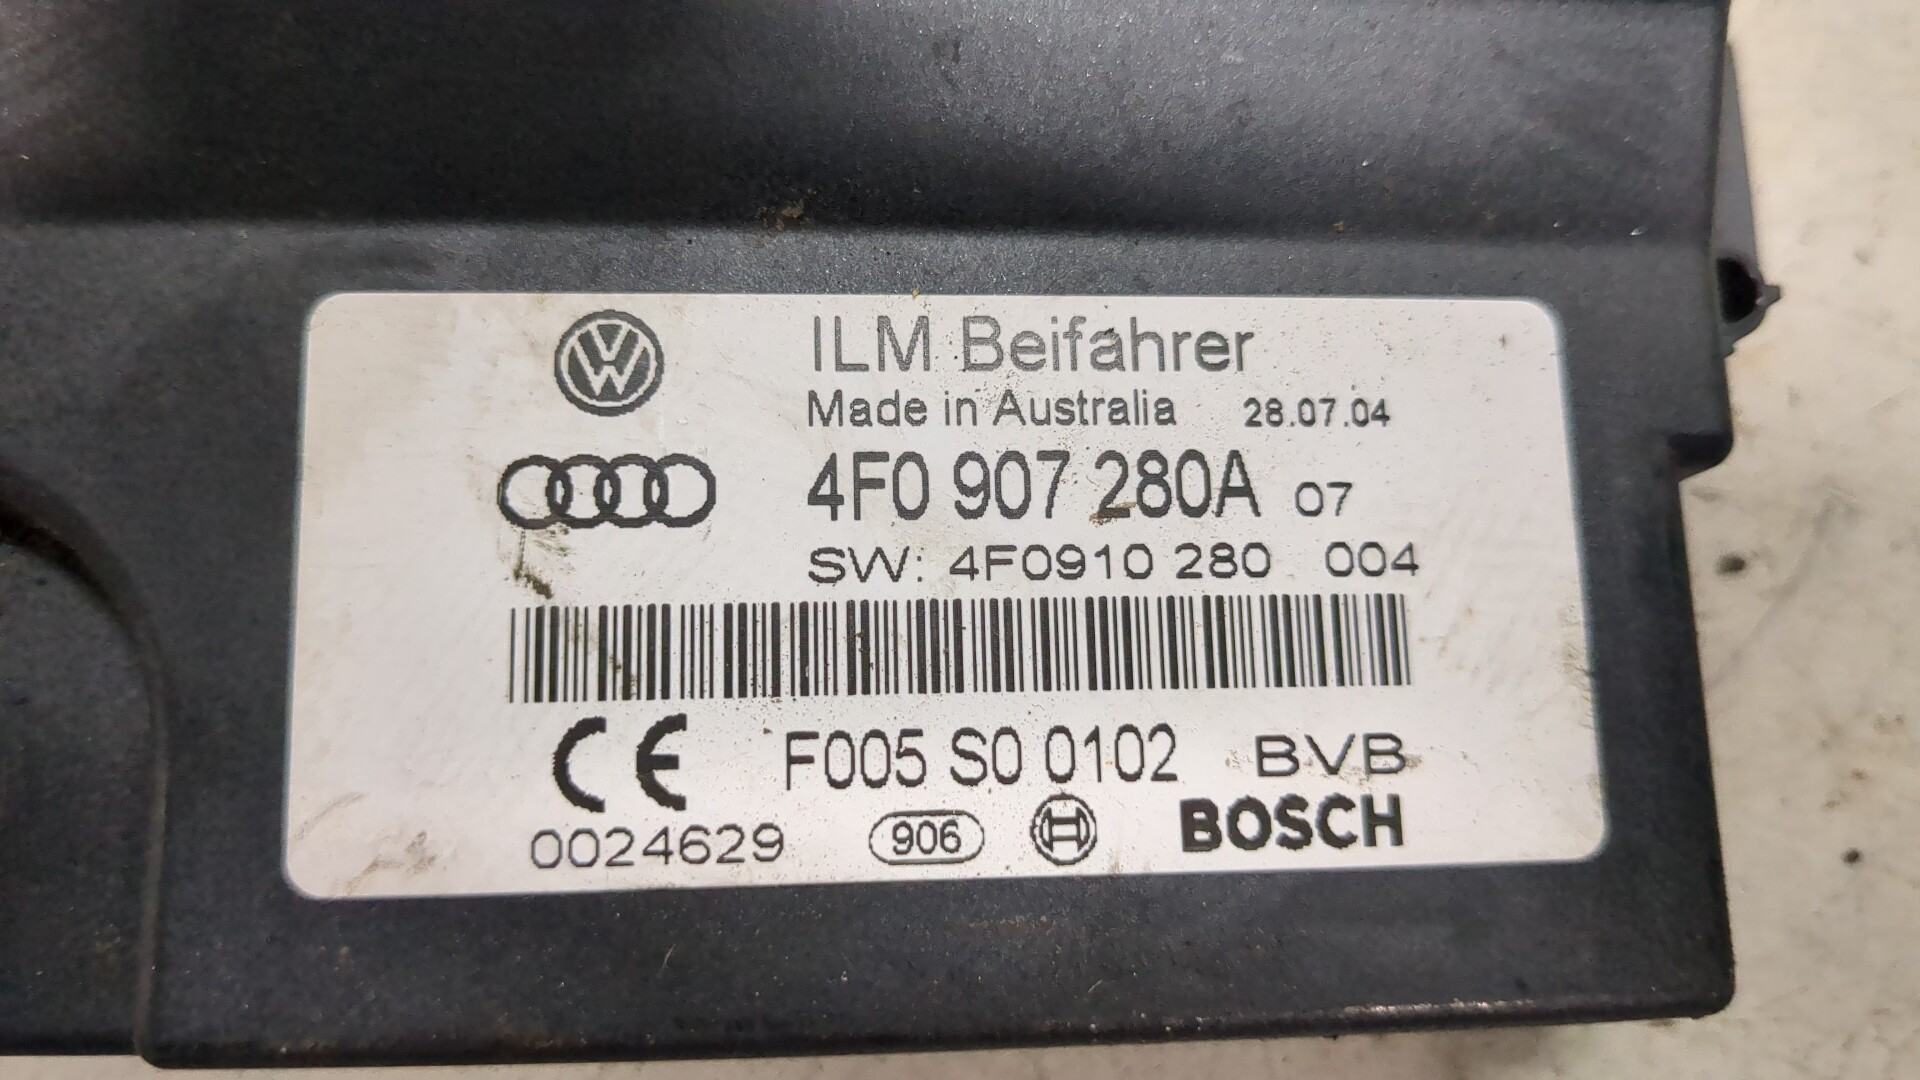 ILM Beifahrer
Made in Australia 28.07.04
4F0 907 280A 07
SW: 4F0910 280 004
CE F005 S0 0102 BVB
0024629 906 BOSCH